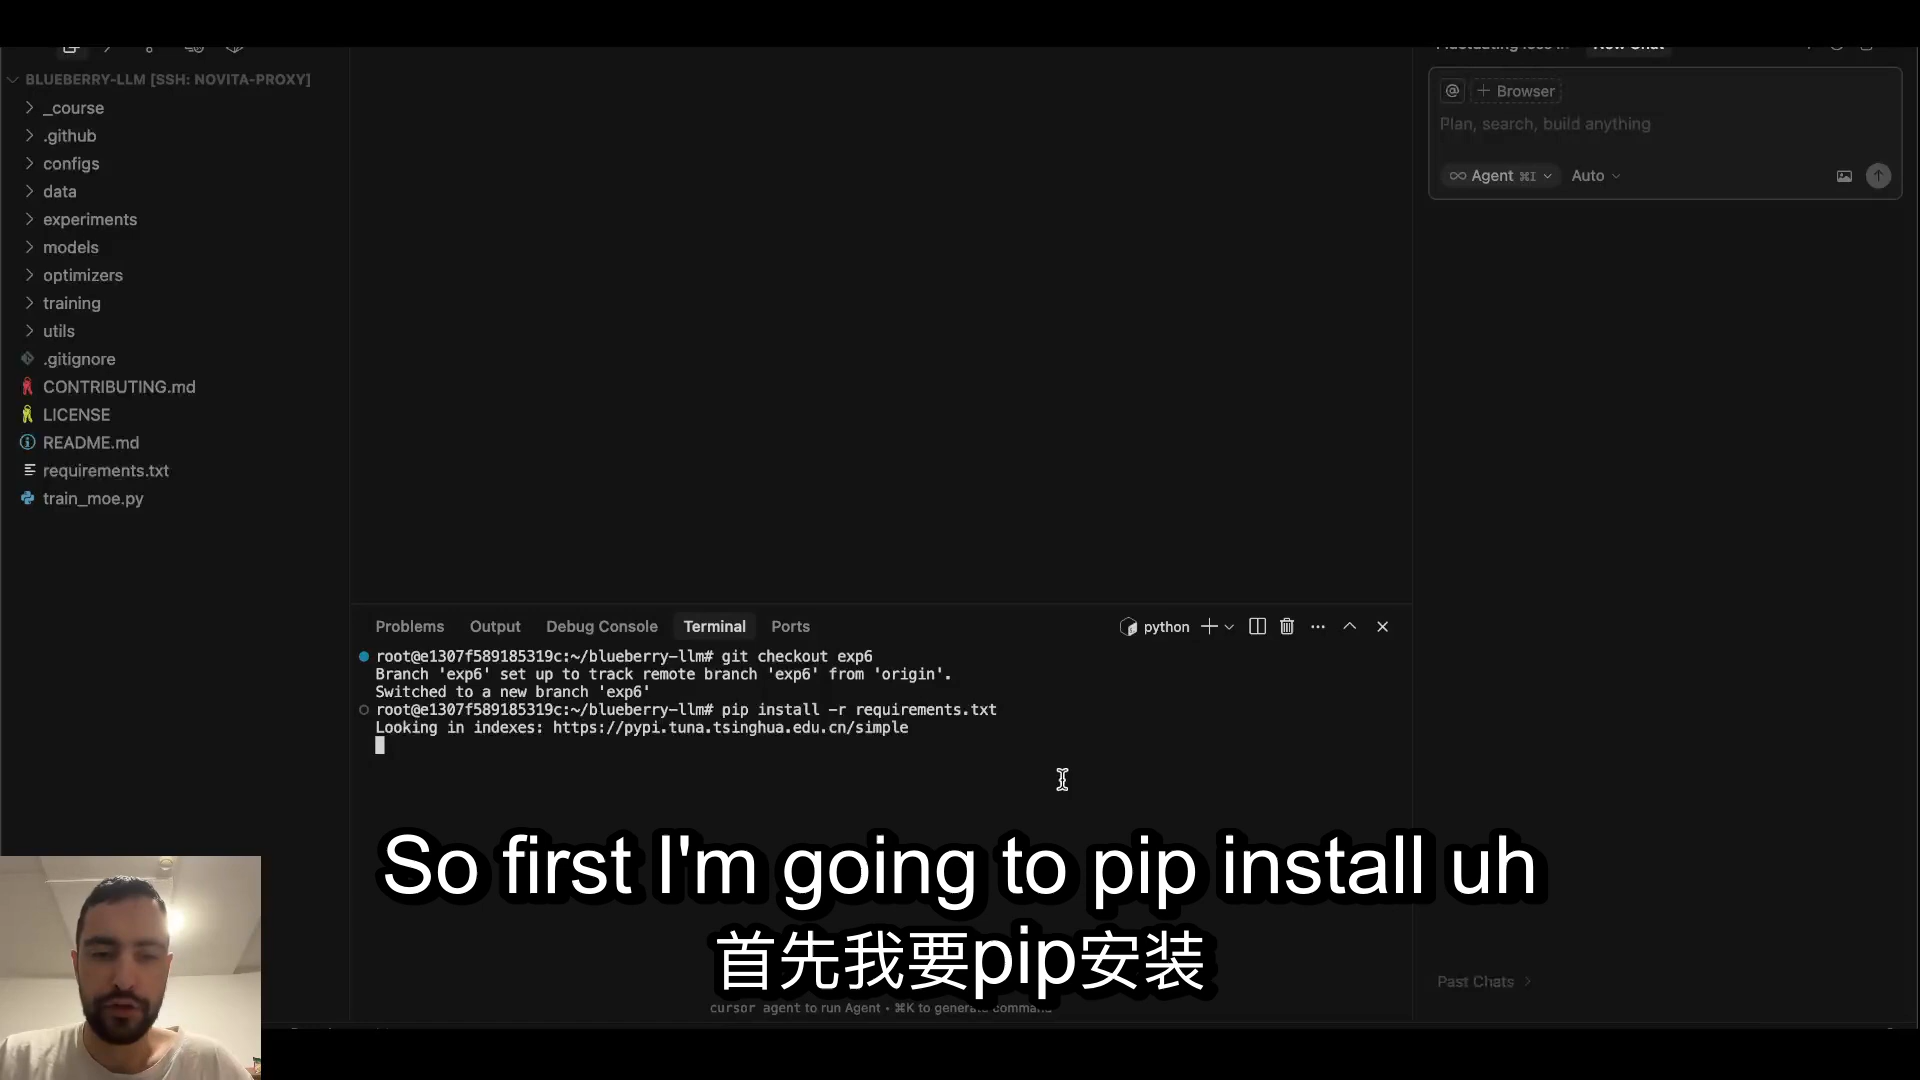 BLUEBERRY-LLM [SSH: NOVITA-PROXY]
_course
.github
configs
data
experiments
models
optimizers
training
utils
.gitignore
CONTRIBUTING.md
LICENSE
README.md
requirements.txt
train_moe.py
New Chat
@ + Browser
Plan, search, build anything
Agent ⌘I Auto
Problems Output Debug Console Terminal Ports
python
root@e1307f589185319c:~/blueberry-llm# git checkout exp6
Branch 'exp6' set up to track remote branch 'exp6' from 'origin'.
Switched to a new branch 'exp6'
root@e1307f589185319c:~/blueberry-llm# pip install -r requirements.txt
Looking in indexes: https://pypi.tuna.tsinghua.edu.cn/simple
So first I'm going to pip install uh
首先我要pip安装
Past Chats
cursor agent to run Agent • ⌘K to generate command